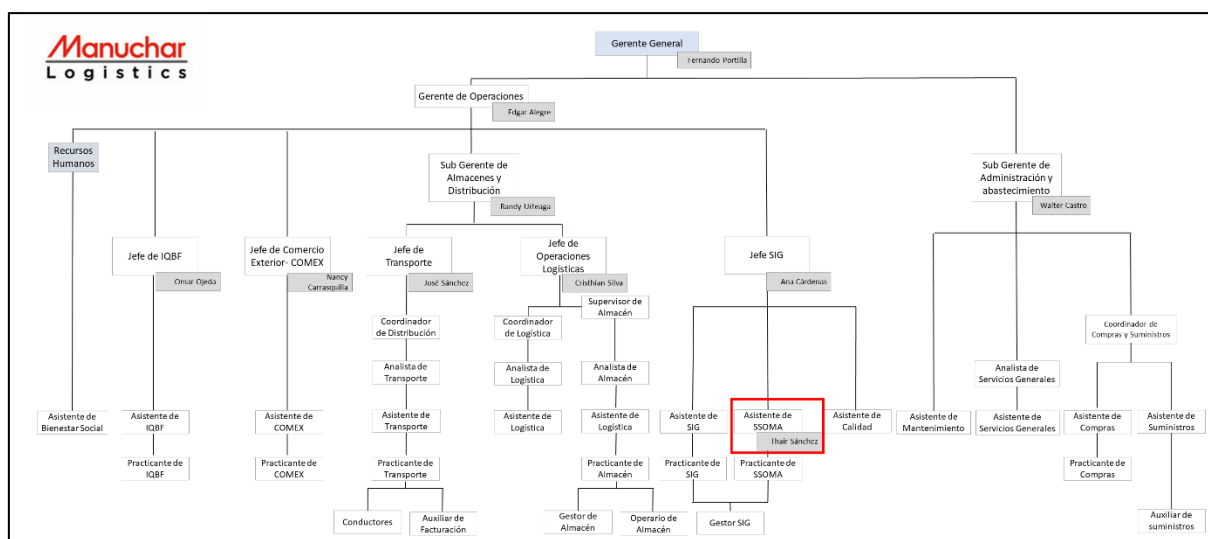 Manuchar
Logistics
Gerente General
Fernando Portilla
Gerente de Operaciones
Edgar Alegre
Recursos
Humanos
Sub Gerente de
Almacenes y
Distribución
Randy Urteaga
Sub Gerente de
Administración y
abastecimiento
Walter Castro
Jefe de IQBF
Omar Ojeda
Jefe de Comercio
Exterior- COMEX
Nancy
Carrasquilla
Jefe de
Transporte
José Sánchez
Jefe de
Operaciones
Logísticas
Cristhian Silva
Jefe SIG
Ana Cárdenas
Supervisor de
Almacén
Coordinador
de Distribución
Coordinador
de Logística
Coordinador de
Compras y Suministros
Analista de
Transporte
Analista de
Logística
Analista de
Almacén
Analista de
Servicios Generales
Asistente de
Bienestar Social
Asistente de
IQBF
Asistente de
COMEX
Asistente de
Transporte
Asistente de
Logística
Asistente de
Logística
Asistente de
SIG
Asistente de
SSOMA
Thair Sánchez
Asistente de
Calidad
Asistente de
Mantenimiento
Asistente de
Servicios Generales
Asistente de
Compras
Asistente de
Suministros
Practicante de
IQBF
Practicante de
COMEX
Practicante de
Transporte
Practicante de
Almacén
Practicante de
SIG
Practicante de
SSOMA
Practicante de
Compras
Conductores
Auxiliar de
Facturación
Gestor de
Almacén
Operario de
Almacén
Gestor SIG
Auxiliar de
suministros